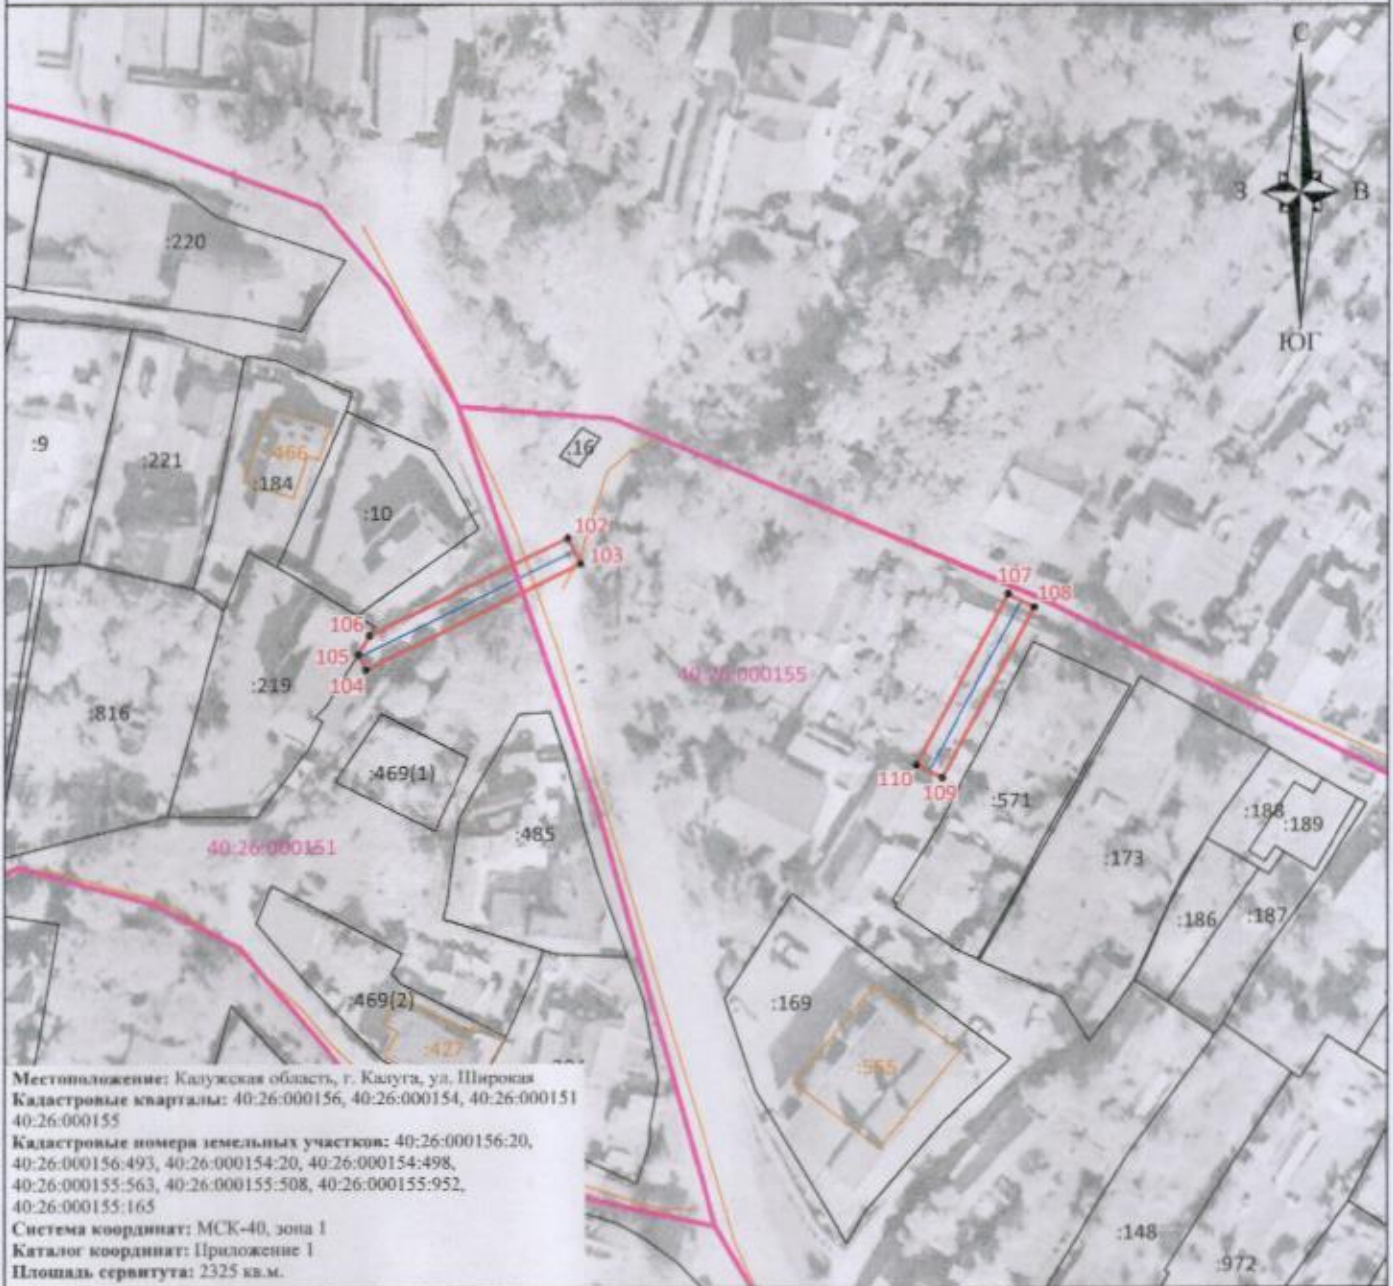 С
З
В
ЮГ
:220
:9
:221
:466
:184
:10
:16
102
103
106
105
104
:219
:816
107
108
40:26:000155
110
109
:571
:469(1)
:485
40:26:000151
:188
:189
:173
:186
:187
:469(2)
:427
:169
:148
:972
Местоположение: Калужская область, г. Калуга, ул. Широкая
Кадастровые кварталы: 40:26:000156, 40:26:000154, 40:26:000151
40:26:000155
Кадастровые номера земельных участков: 40:26:000156:20,
40:26:000156:493, 40:26:000154:20, 40:26:000154:498,
40:26:000155:563, 40:26:000155:508, 40:26:000155:952,
40:26:000155:165
Система координат: МСК-40, зона 1
Каталог координат: Приложение 1
Площадь сервитута: 2325 кв.м.